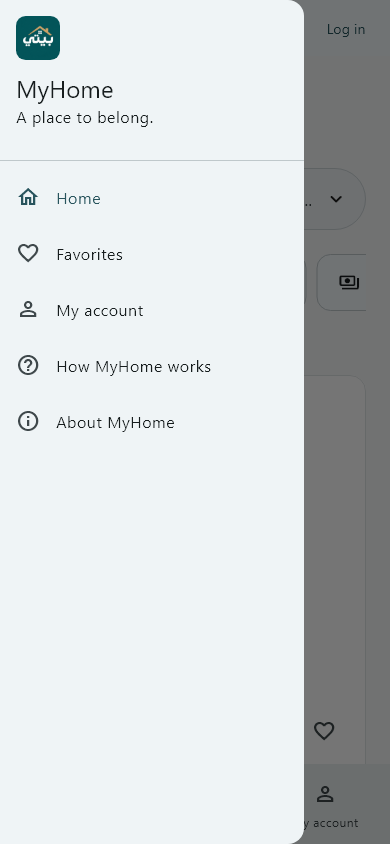 Log in
بيتي
MyHome
A place to belong.
Home
Favorites
My account
How MyHome works
About MyHome
account